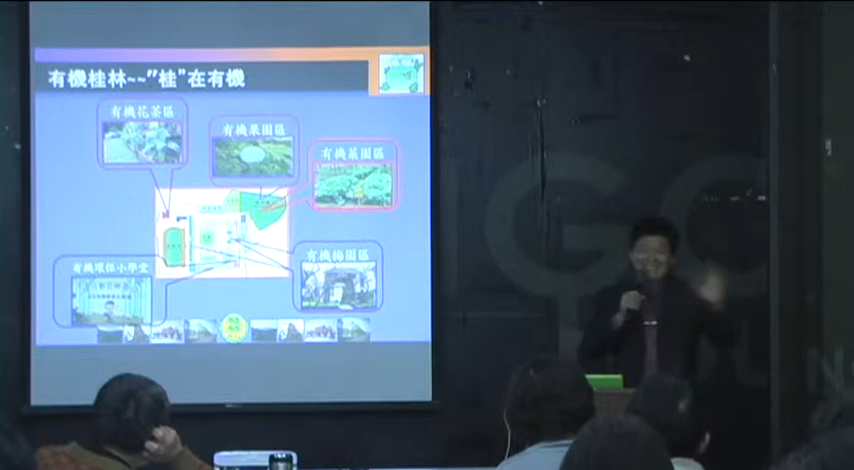 有機桂林~~"桂"在有機
有機花茶區
有機果園區
有機菜園區
有機環保小學堂
有機梅園區